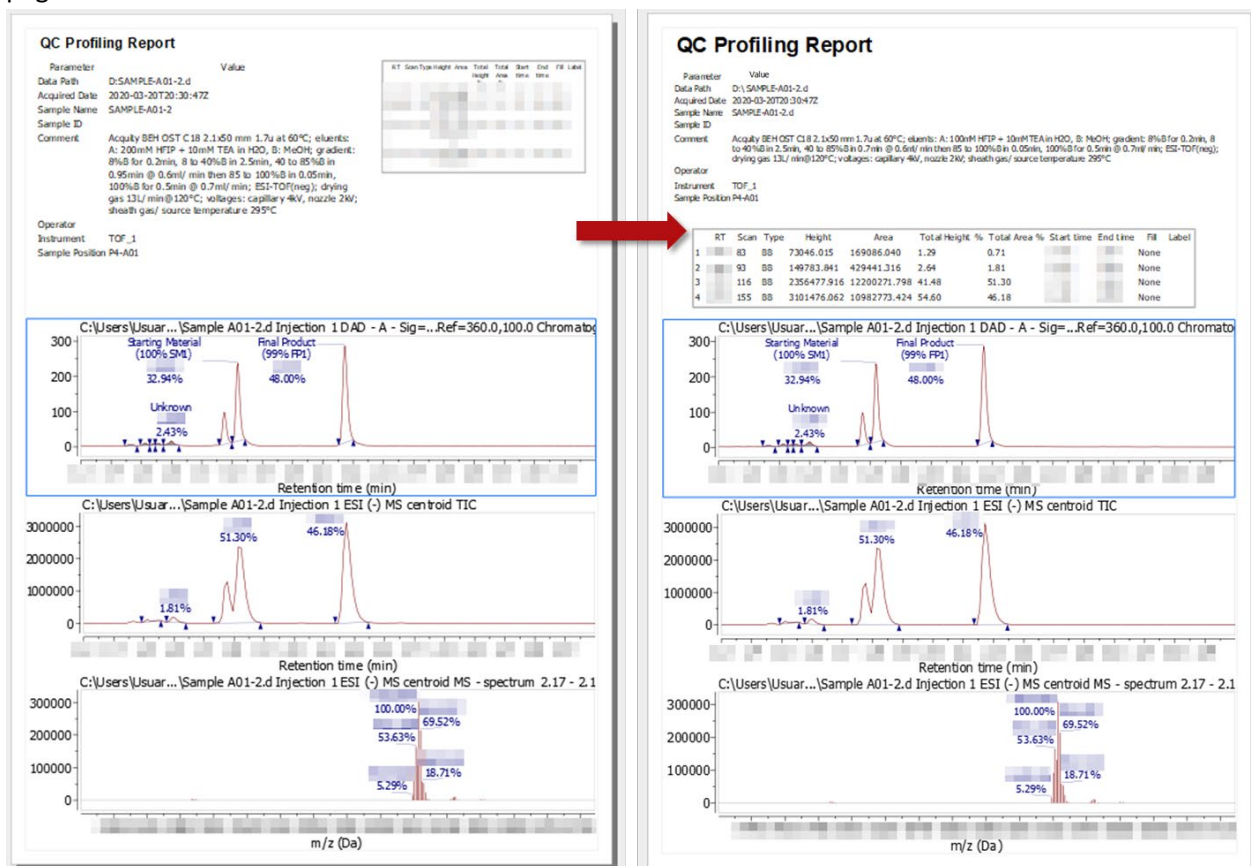 QC Profiling Report
Parameter Value
Data Path D:SAMPLE-A01-2.d
Acquired Date 2020-03-20T20:30:47Z
Sample Name SAMPLE-A01-2
Sample ID
Comment Acquity BEH OST C18 2.1x50 mm 1.7u at 60ºC; eluents:
A: 200mM HFIP + 10mM TEA in H2O, B: MeOH; gradient:
8%B for 0.2min, 8 to 40%B in 2.5min, 40 to 85%B in
0.95min @ 0.6ml/ min then 85 to 100%B in 0.05min,
100%B for 0.5min @ 0.7ml/ min; ESI-TOF(neg); drying
gas 13L/ min@120ºC; voltages: capillary 4kV, nozzle 2kV;
sheath gas/ source temperature 295ºC
Operator
Instrument TOF_1
Sample Position P4-A01
RT Scan Type Height Area Total Total Start End Fill Label
Height Area time time
C:\Users\Usuar...\Sample A01-2.d Injection 1 DAD - A - Sig=...Ref=360.0,100.0 Chromatog
300
200
100
0
Starting Material
(100% SM1)
32.94%
Final Product
(99% FP1)
48.00%
Unknown
2.43%
Retention time (min)
C:\Users\Usuar...\Sample A01-2.d Injection 1 ESI (-) MS centroid TIC
3000000
2000000
1000000
0
51.30%
46.18%
1.81%
Retention time (min)
C:\Users\Usuar...\Sample A01-2.d Injection 1 ESI (-) MS centroid MS - spectrum 2.17 - 2.1
300000
200000
100000
0
100.00%
69.52%
53.63%
18.71%
5.29%
m/z (Da)
QC Profiling Report
Parameter Value
Data Path D:\SAMPLE-A01-2.d
Acquired Date 2020-03-20T20:30:47Z
Sample Name SAMPLE-A01-2.d
Sample ID
Comment Acquity BEH OST C18 2.1x50 mm 1.7u at 60ºC; eluents: A: 100mM HFIP + 10mM TEA in H2O, B: MeOH; gradient: 8%B for 0.2min, 8
to 40%B in 2.5min, 40 to 85%B in 0.7min @ 0.6ml/ min then 85 to 100%B in 0.05min, 100%B for 0.5min @ 0.7ml/ min; ESI-TOF(neg);
drying gas 13L/ min@120ºC; voltages: capillary 4kV, nozzle 2kV; sheath gas/ source temperature 295ºC
Operator
Instrument TOF_1
Sample Position P4-A01
RT Scan Type Height Area Total Height % Total Area % Start time End time Fill Label
1 83 BB 73046.015 169086.040 1.29 0.71 None
2 93 BB 149783.841 429441.316 2.64 1.81 None
3 116 BB 2356477.916 12200271.798 41.48 51.30 None
4 155 BB 3101476.062 10982773.424 54.60 46.18 None
C:\Users\Usuar...\Sample A01-2.d Injection 1 DAD - A - Sig=...Ref=360.0,100.0 Chromato
300
200
100
0
Starting Material
(100% SM1)
32.94%
Final Product
(99% FP1)
48.00%
Unknown
2.43%
Retention time (min)
C:\Users\Usuar...\Sample A01-2.d Injection 1 ESI (-) MS centroid TIC
3000000
2000000
1000000
0
51.30%
46.18%
1.81%
Retention time (min)
C:\Users\Usuar...\Sample A01-2.d Injection 1 ESI (-) MS centroid MS - spectrum 2.17 - 2.1
300000
200000
100000
0
100.00%
69.52%
53.63%
18.71%
5.29%
m/z (Da)